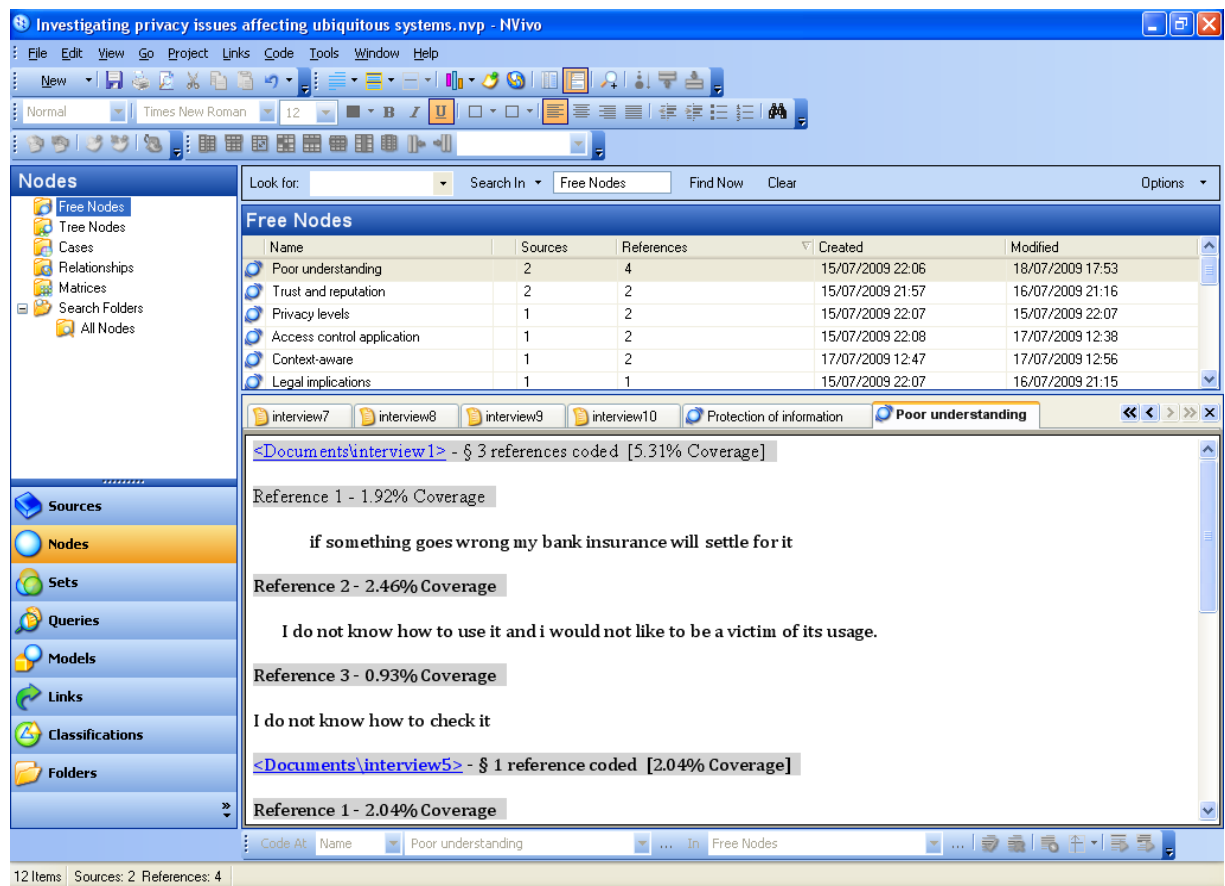 Investigating privacy issues affecting ubiquitous systems.nvp - NVivo
File Edit View Go Project Links Code Tools Window Help
New
Normal Times New Roman 12 B I U
Nodes
Free Nodes
Tree Nodes
Cases
Relationships
Matrices
Search Folders
All Nodes
Sources
Nodes
Sets
Queries
Models
Links
Classifications
Folders
Look for: Search In Free Nodes Find Now Clear Options
Free Nodes
Name Sources References Created Modified
Poor understanding 2 4 15/07/2009 22:06 18/07/2009 17:53
Trust and reputation 2 2 15/07/2009 21:57 16/07/2009 21:16
Privacy levels 1 2 15/07/2009 22:07 15/07/2009 22:07
Access control application 1 2 15/07/2009 22:08 17/07/2009 12:38
Context-aware 1 2 17/07/2009 12:47 17/07/2009 12:56
Legal implications 1 1 15/07/2009 22:07 16/07/2009 21:15
interview7 interview8 interview9 interview10 Protection of information Poor understanding
<Documents\interview1> - § 3 references coded [5.31% Coverage]
Reference 1 - 1.92% Coverage
if something goes wrong my bank insurance will settle for it
Reference 2 - 2.46% Coverage
I do not know how to use it and i would not like to be a victim of its usage.
Reference 3 - 0.93% Coverage
I do not know how to check it
<Documents\interview5> - § 1 reference coded [2.04% Coverage]
Reference 1 - 2.04% Coverage
Code At Name Poor understanding ... In Free Nodes ...
12 Items Sources: 2 References: 4